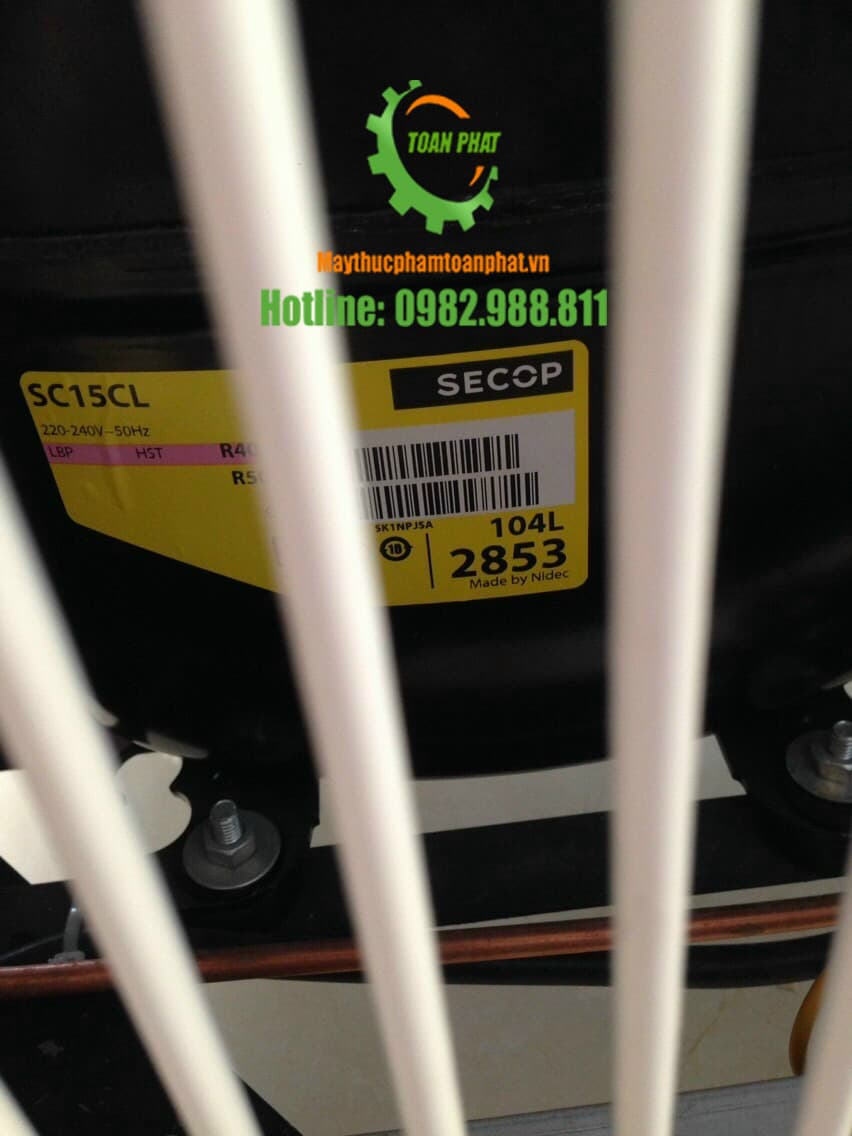 TOAN PHAT
Maythucphamtoanphat.vn
Hotline: 0982.988.811
SECOP
SC15CL
220-240V~50Hz
LBP HST
104L
2853
Made by Nidec